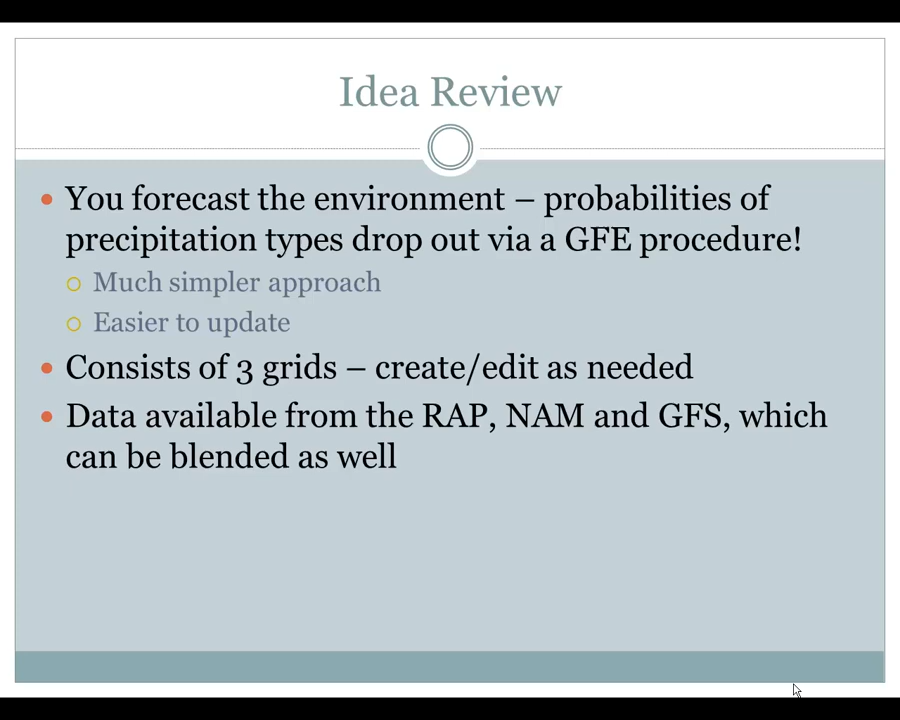 Idea Review
You forecast the environment – probabilities of
precipitation types drop out via a GFE procedure!
Much simpler approach
Easier to update
Consists of 3 grids – create/edit as needed
Data available from the RAP, NAM and GFS, which
can be blended as well